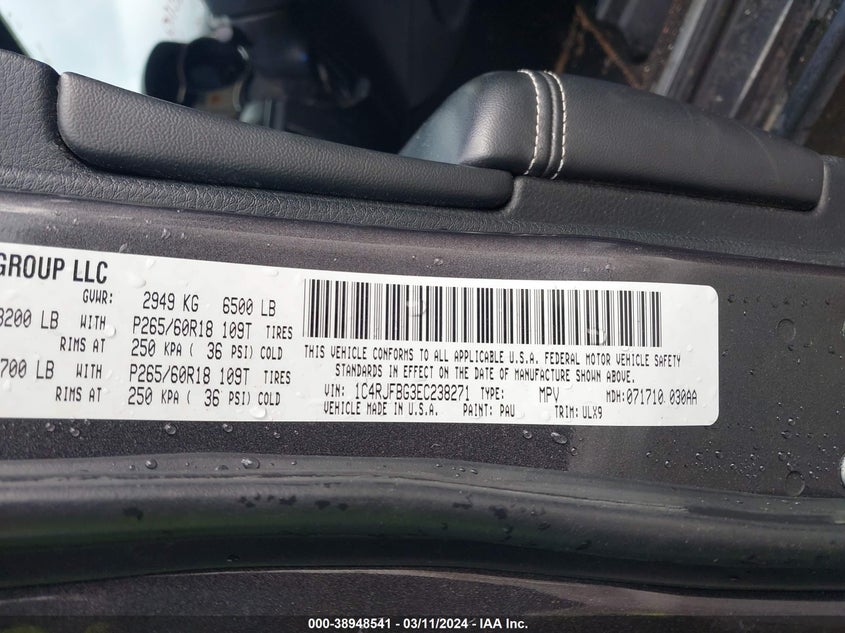 GROUP LLC
GVWR: 2949 KG 6500 LB
3200 LB WITH P265/60R18 109T TIRES
RIMS AT 250 KPA ( 36 PSI) COLD
700 LB WITH P265/60R18 109T TIRES
RIMS AT 250 KPA ( 36 PSI) COLD
THIS VEHICLE CONFORMS TO ALL APPLICABLE U.S.A. FEDERAL MOTOR VEHICLE SAFETY
STANDARDS IN EFFECT ON THE DATE OF MANUFACTURE SHOWN ABOVE.
VIN: 1C4RJFBG3EC238271 TYPE: MPV MDH: 071710 030AA
VEHICLE MADE IN U.S.A. PAINT: PAU TRIM: ULX9
000-38948541 - 03/11/2024 - IAA Inc.